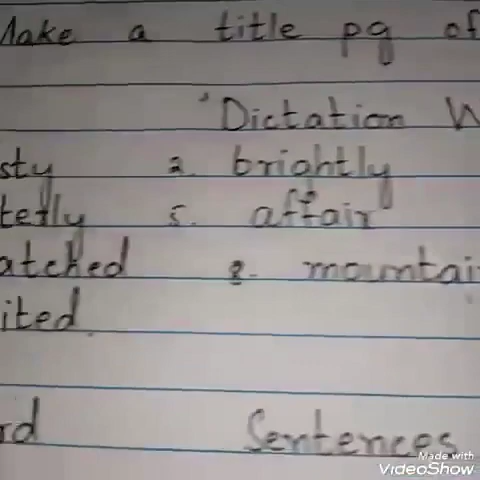 Make a title pg of
Dictation W
sty 2. brightly
tetly 5. affair
atched 8. mountai
ited.
rd Sentences
Made with
VideoShow